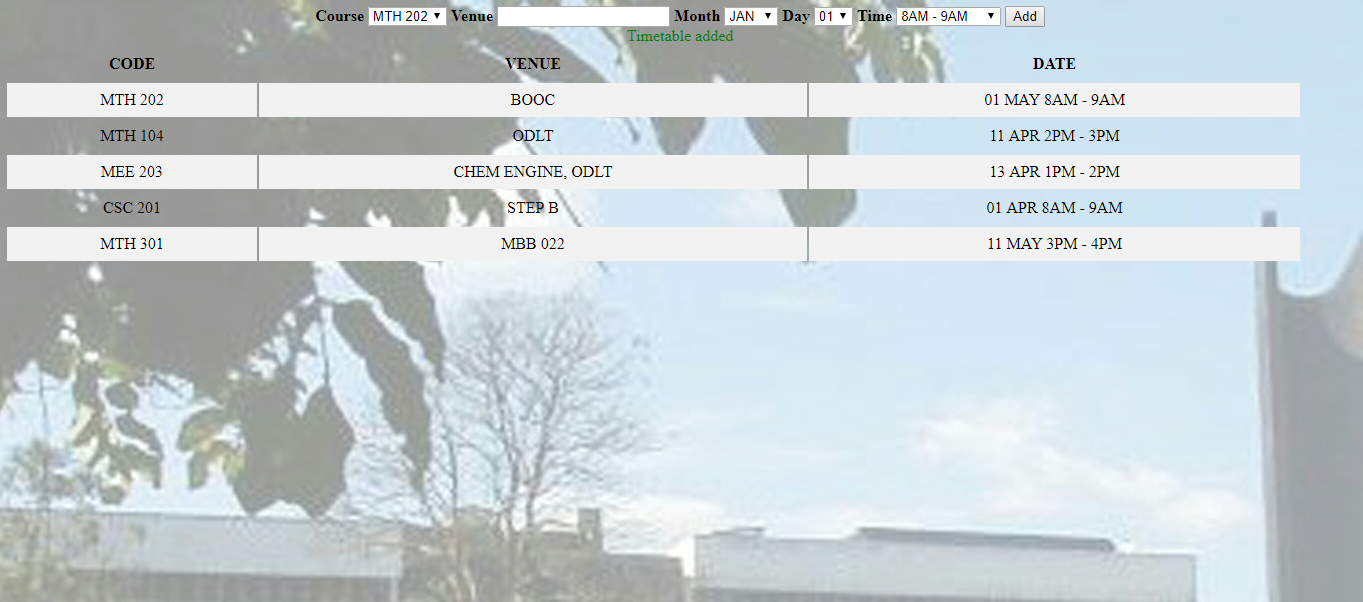 Course MTH 202 Venue Month JAN Day 01 Time 8AM - 9AM Add
Timetable added
CODE VENUE DATE
MTH 202 BOOC 01 MAY 8AM - 9AM
MTH 104 ODLT 11 APR 2PM - 3PM
MEE 203 CHEM ENGINE, ODLT 13 APR 1PM - 2PM
CSC 201 STEP B 01 APR 8AM - 9AM
MTH 301 MBB 022 11 MAY 3PM - 4PM